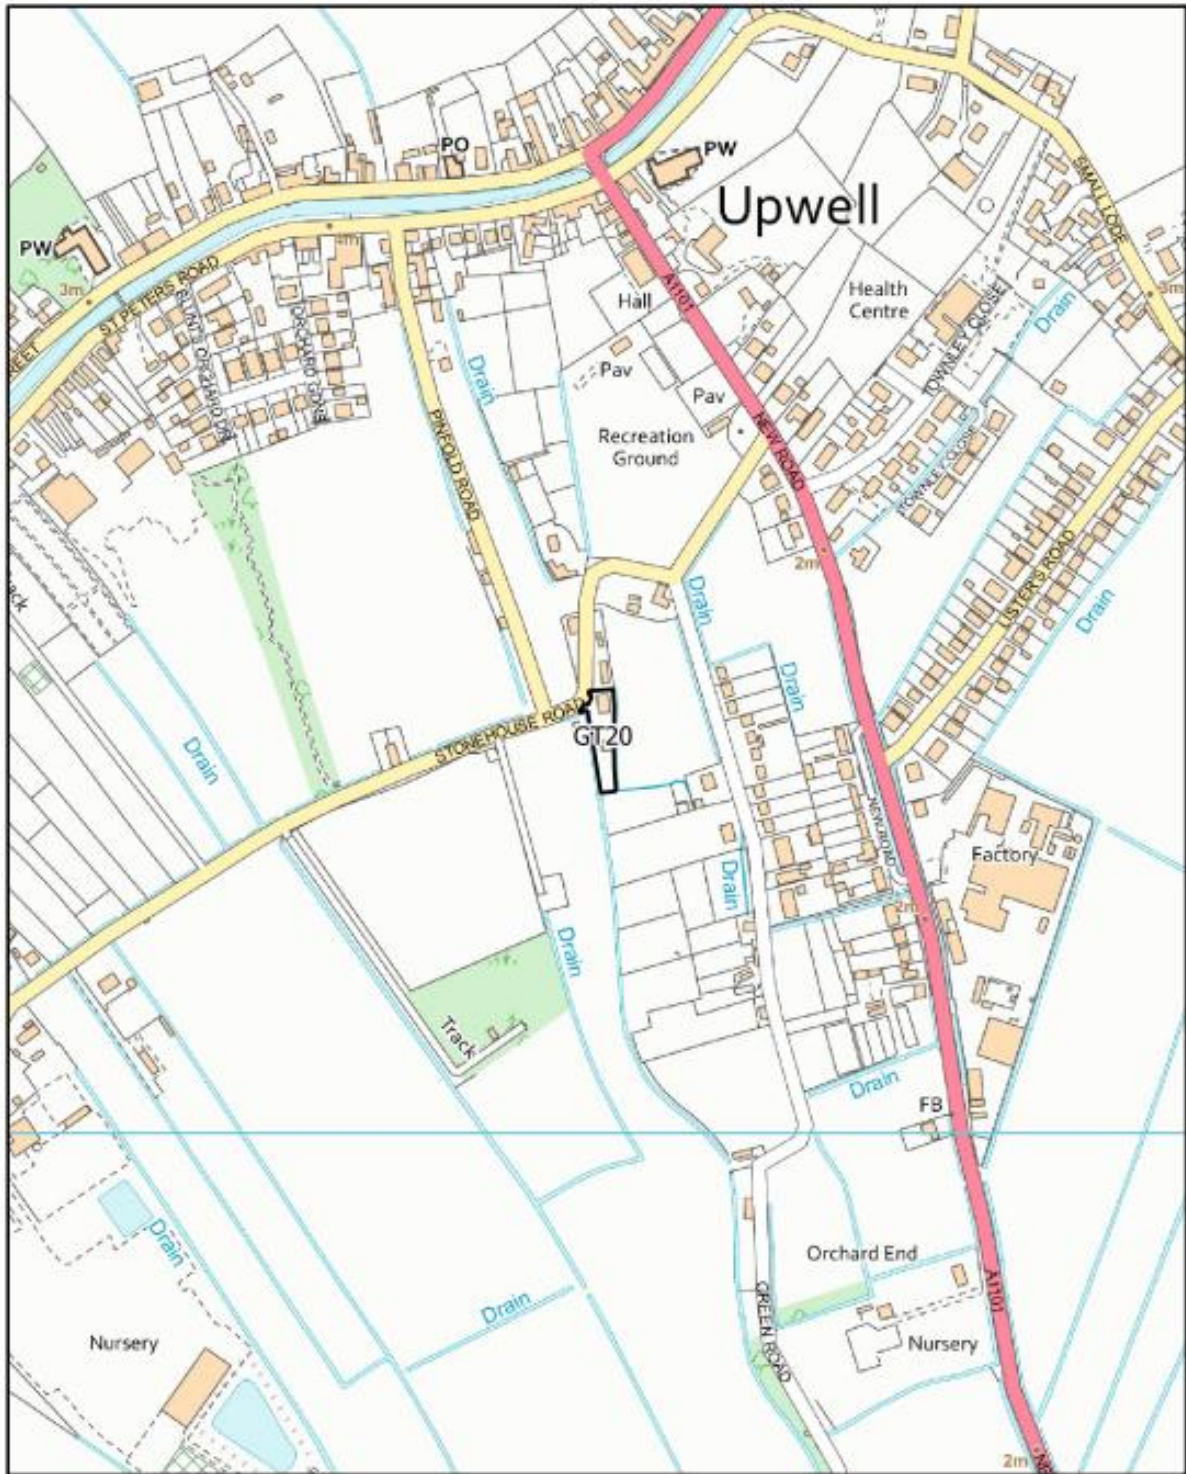 PO
PW
Upwell
SMALL LODE
PW
3m
ST PETERS ROAD
4m
A1101
Hall
Health
Centre
TOWNLEY CLOSE
Drain
3m
REET
ORCHARD GDNS
Drain
Pav
Pav
PINFOLD ROAD
Recreation
Ground
NEW ROAD
TOWNLEY CLOSE
2m
LISTER'S ROAD
Drain
Drain
Drain
Drain
STONEHOUSE ROAD
GT20
NEW ROAD
Factory
Drain
2m
Drain
Track
Drain
FB
Drain
Orchard End
Drain
A1101
GREEN ROAD
Nursery
Nursery
2m